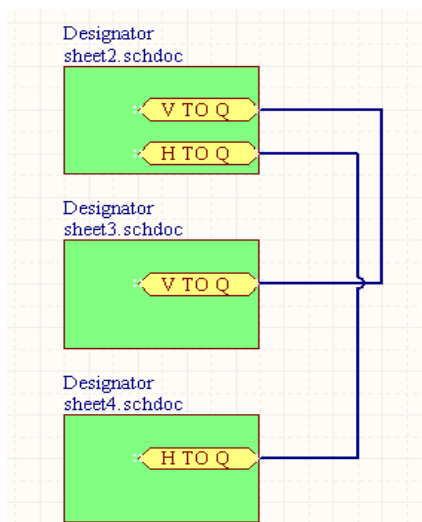 Designator
sheet2.schdoc
V TO Q
H TO Q
Designator
sheet3.schdoc
V TO Q
Designator
sheet4.schdoc
H TO Q